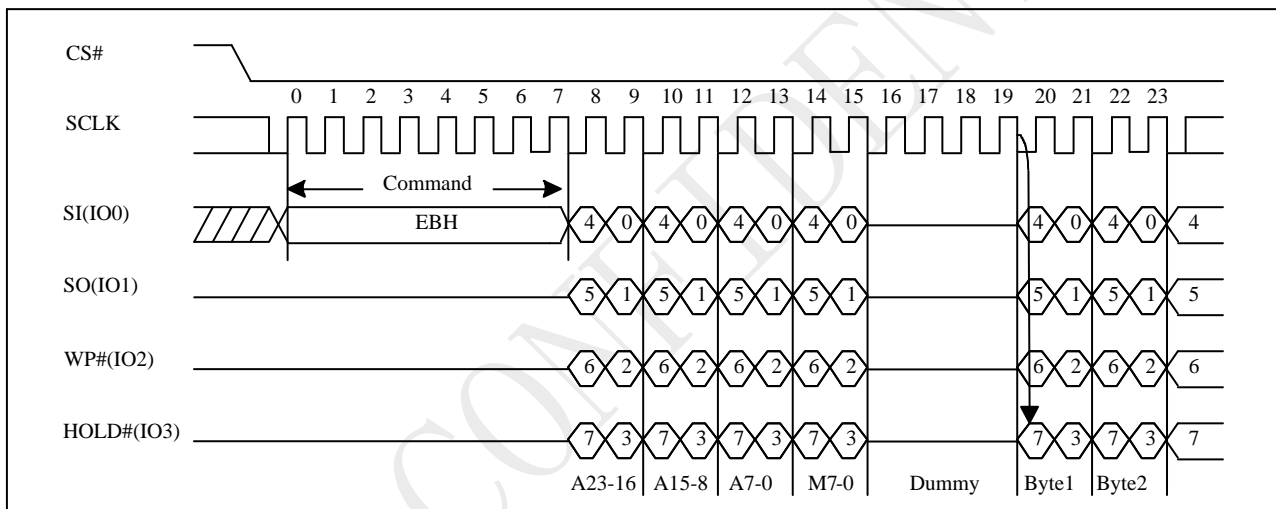 CS#
0 1 2 3 4 5 6 7 8 9 10 11 12 13 14 15 16 17 18 19 20 21 22 23
SCLK
Command
SI(IO0) EBH 4 0 4 0 4 0 4 0 4 0 4 0 4
SO(IO1) 5 1 5 1 5 1 5 1 5 1 5 1 5
WP#(IO2) 6 2 6 2 6 2 6 2 6 2 6 2 6
HOLD#(IO3) 7 3 7 3 7 3 7 3 7 3 7 3 7
A23-16 A15-8 A7-0 M7-0 Dummy Byte1 Byte2